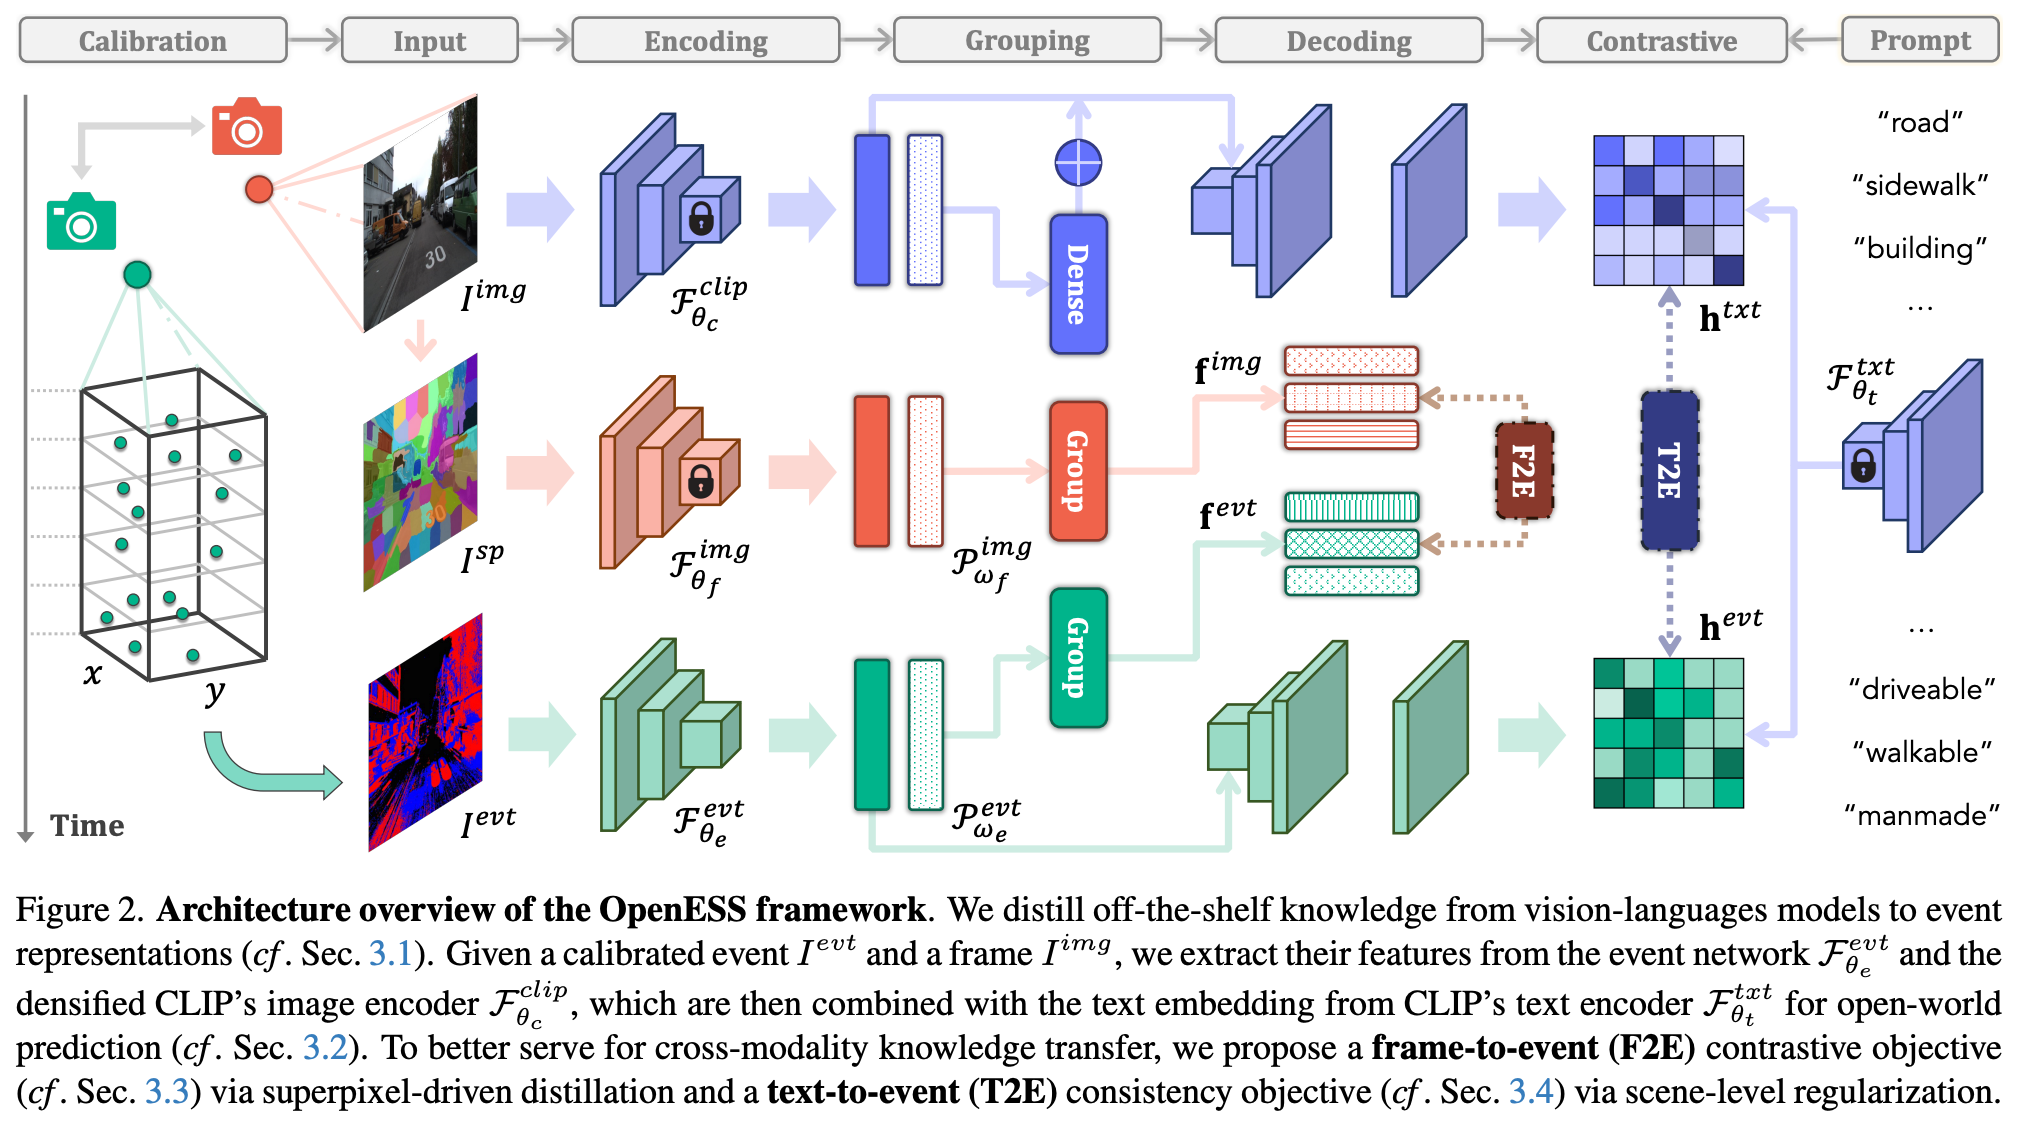 Calibration
Input
Encoding
Grouping
Decoding
Contrastive
Prompt
I^{img}
30
\mathcal{F}_{\theta_c}^{clip}
Dense
h^{txt}
"road"
"sidewalk"
"building"
...
I^{sp}
30
\mathcal{F}_{\theta_f}^{img}
\mathcal{P}_{\omega_f}^{img}
Group
f^{img}
f^{evt}
F2E
T2E
\mathcal{F}_{\theta_t}^{txt}
x
y
Time
I^{evt}
\mathcal{F}_{\theta_e}^{evt}
\mathcal{P}_{\omega_e}^{evt}
Group
h^{evt}
...
"driveable"
"walkable"
"manmade"
Figure 2. Architecture overview of the OpenESS framework. We distill off-the-shelf knowledge from vision-languages models to event
representations (cf. Sec. 3.1). Given a calibrated event I^{evt} and a frame I^{img}, we extract their features from the event network \mathcal{F}_{\theta_e}^{evt} and the
densified CLIP's image encoder \mathcal{F}_{\theta_c}^{clip}, which are then combined with the text embedding from CLIP's text encoder \mathcal{F}_{\theta_t}^{txt} for open-world
prediction (cf. Sec. 3.2). To better serve for cross-modality knowledge transfer, we propose a frame-to-event (F2E) contrastive objective
(cf. Sec. 3.3) via superpixel-driven distillation and a text-to-event (T2E) consistency objective (cf. Sec. 3.4) via scene-level regularization.